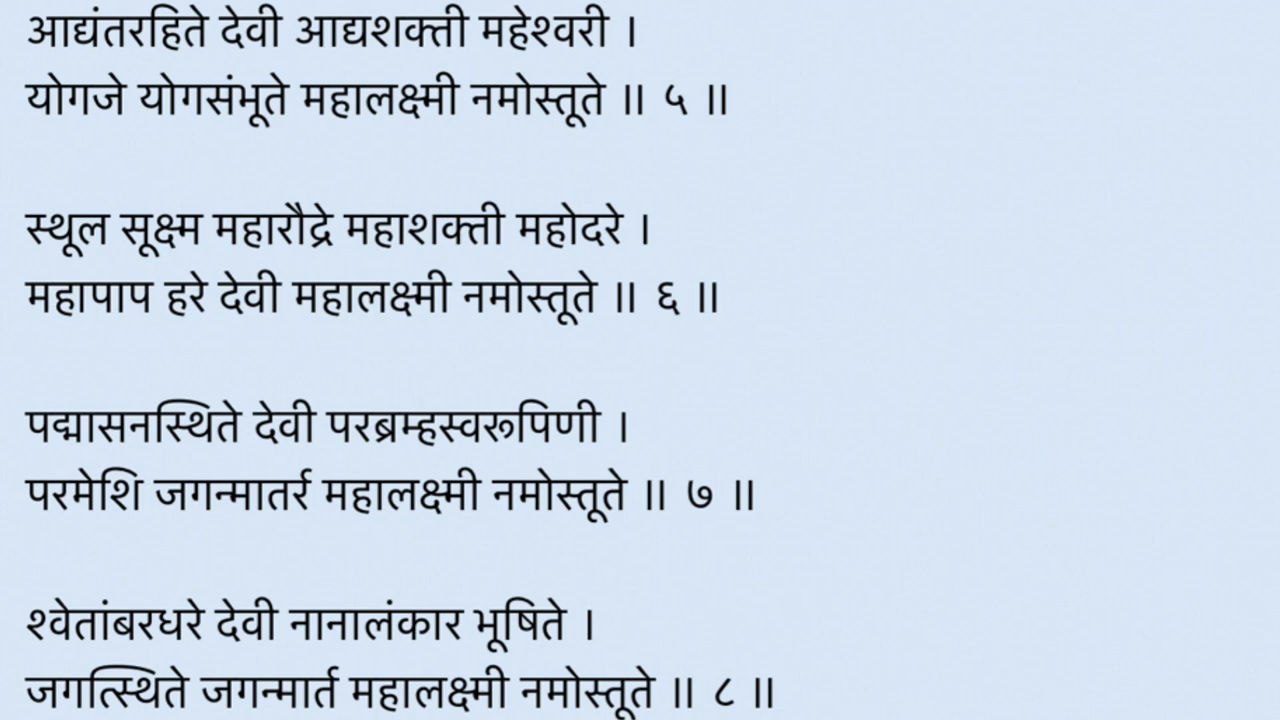 आद्यंतरहिते देवी आद्यशक्ती महेश्वरी ।
योगजे योगसंभूते महालक्ष्मी नमोस्तूते ॥ ५ ॥
स्थूल सूक्ष्म महारौद्रे महाशक्ती महोदरे ।
महापाप हरे देवी महालक्ष्मी नमोस्तूते ॥ ६ ॥
पद्मासनस्थिते देवी परब्रम्हस्वरूपिणी ।
परमेशि जगन्मातर्र महालक्ष्मी नमोस्तूते ॥ ७ ॥
श्वेतांबरधरे देवी नानालंकार भूषिते ।
जगत्स्थिते जगन्मार्त महालक्ष्मी नमोस्तूते ॥ ८ ॥